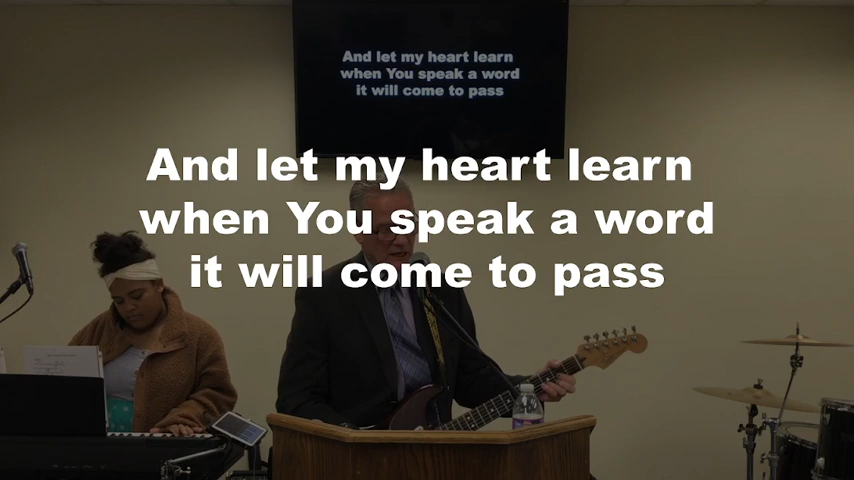 And let my heart learn
when You speak a word
it will come to pass
And let my heart learn
when You speak a word
it will come to pass